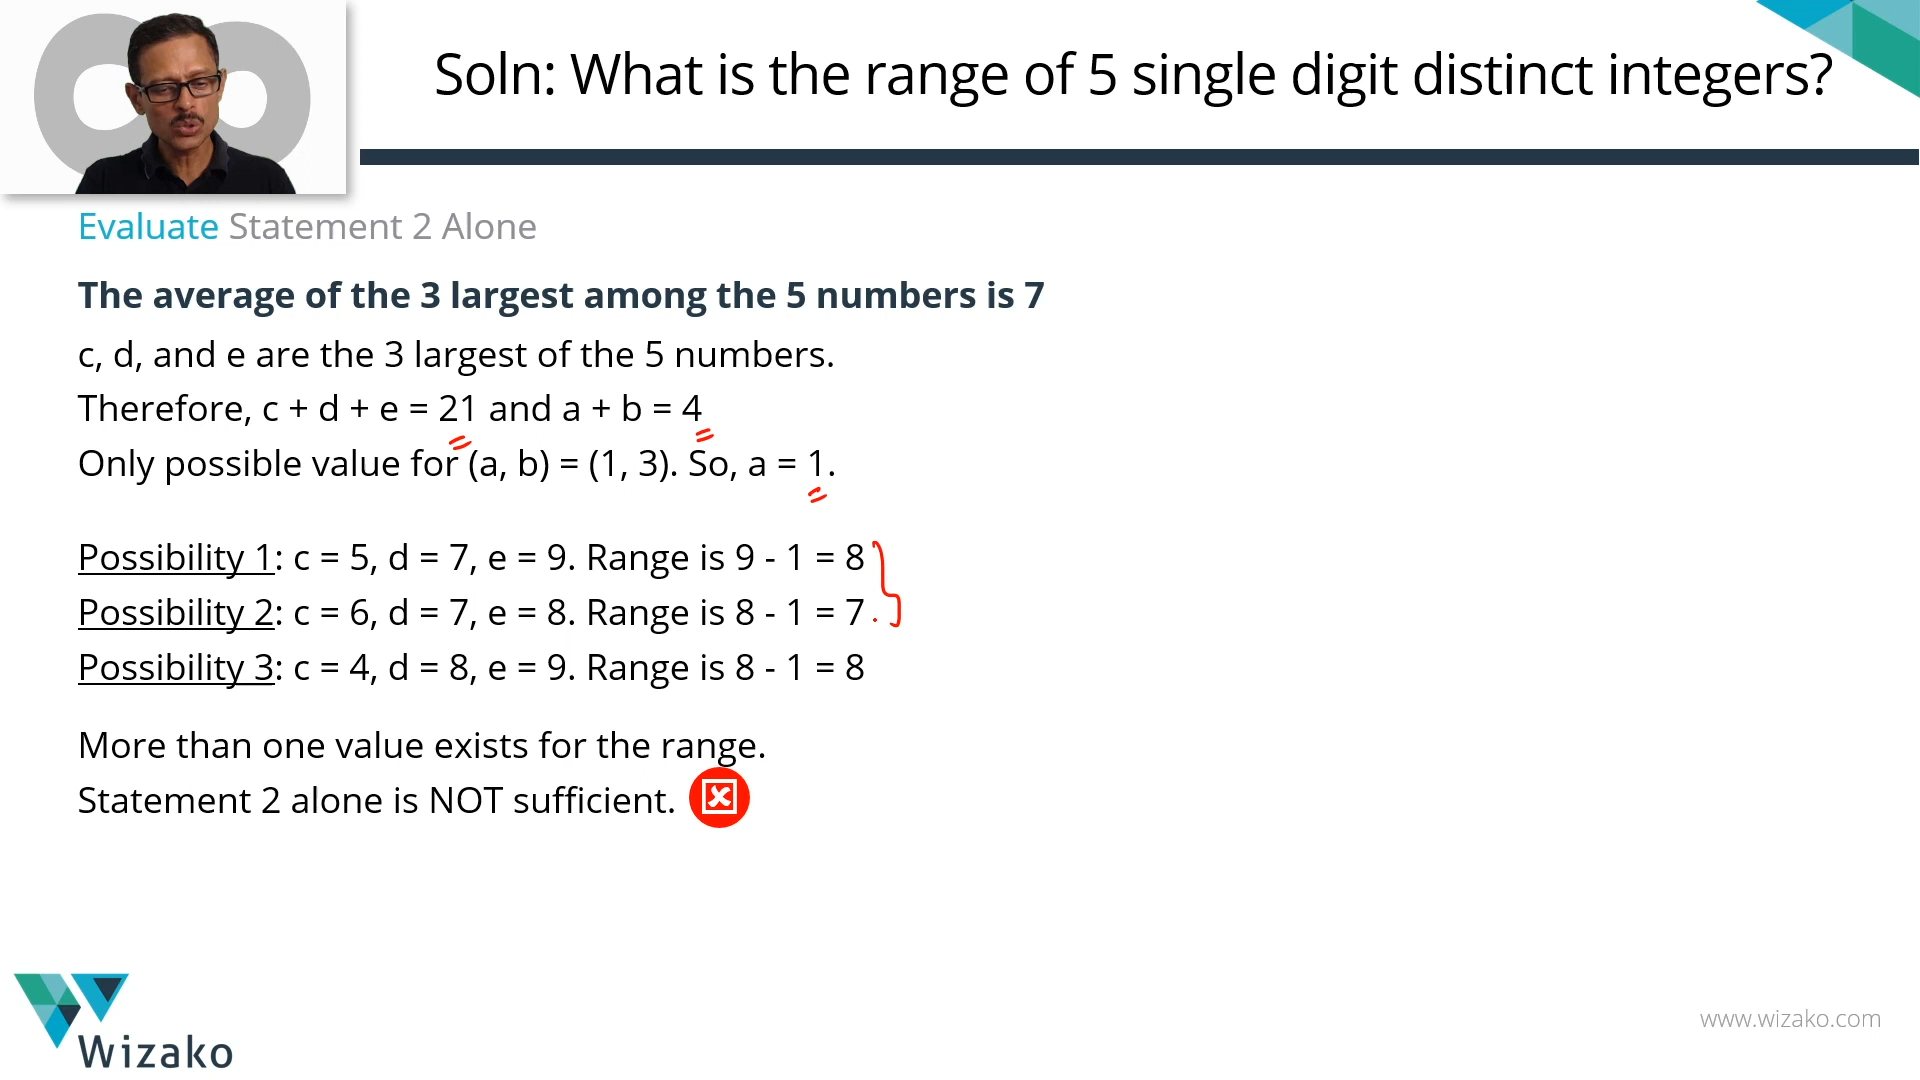 Soln: What is the range of 5 single digit distinct integers?
Evaluate Statement 2 Alone
The average of the 3 largest among the 5 numbers is 7
c, d, and e are the 3 largest of the 5 numbers.
Therefore, c + d + e = 21 and a + b = 4
Only possible value for (a, b) = (1, 3). So, a = 1.
Possibility 1: c = 5, d = 7, e = 9. Range is 9 - 1 = 8
Possibility 2: c = 6, d = 7, e = 8. Range is 8 - 1 = 7
Possibility 3: c = 4, d = 8, e = 9. Range is 8 - 1 = 8
More than one value exists for the range.
Statement 2 alone is NOT sufficient.
Wizako
www.wizako.com